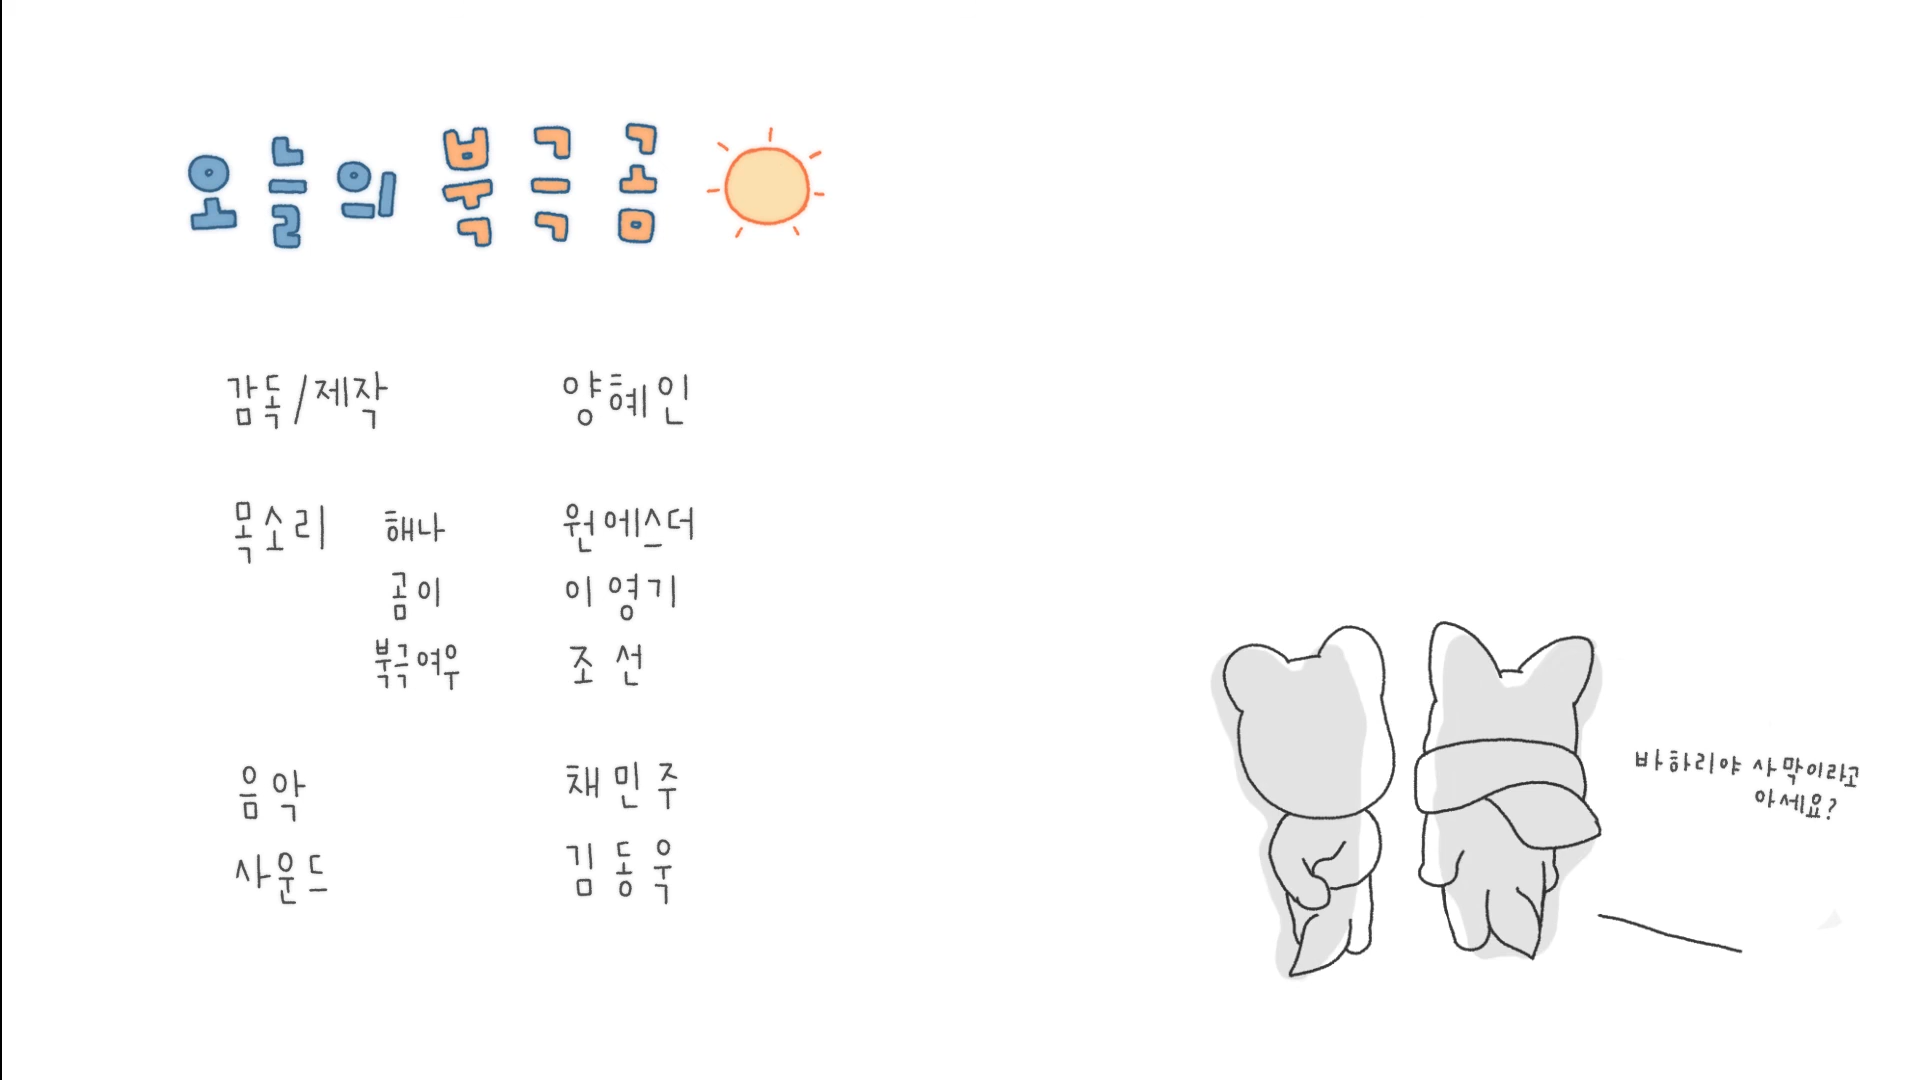 오늘의 북극곰
감독/제작 양혜인
목소리 해나 원에스더
곰이 이영기
북극여우 조선
음악 채민주
사운드 김동욱
바하리야 사막이라고
아세요?